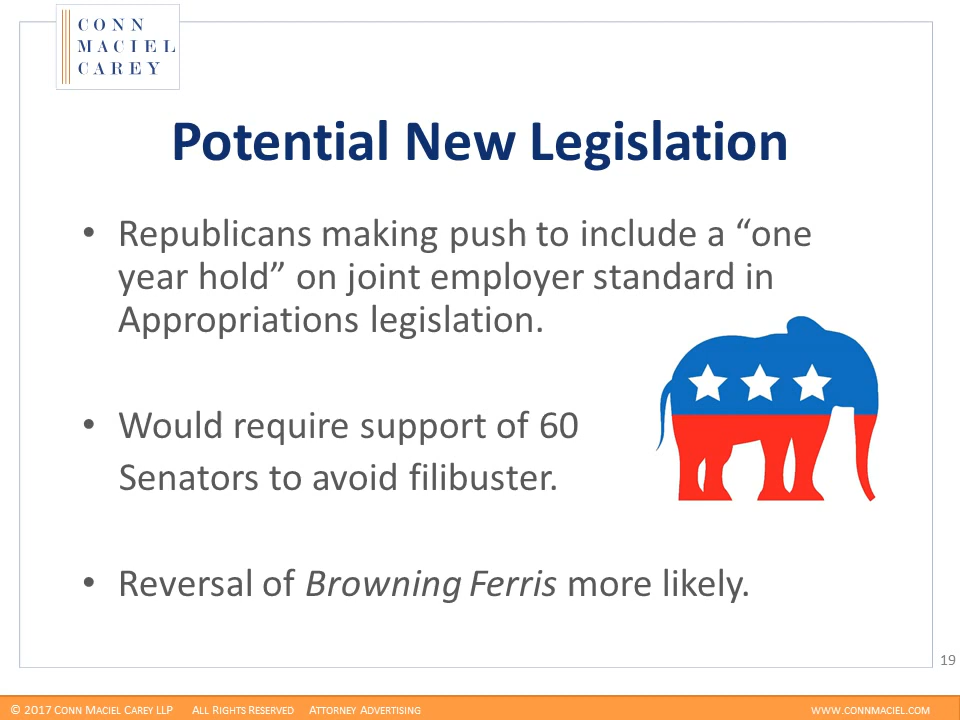 CONN
MACIEL
CAREY
Potential New Legislation
• Republicans making push to include a “one
year hold” on joint employer standard in
Appropriations legislation.
• Would require support of 60
Senators to avoid filibuster.
• Reversal of Browning Ferris more likely.
19
© 2017 CONN MACIEL CAREY LLP ALL RIGHTS RESERVED ATTORNEY ADVERTISING WWW.CONNMACIEL.COM